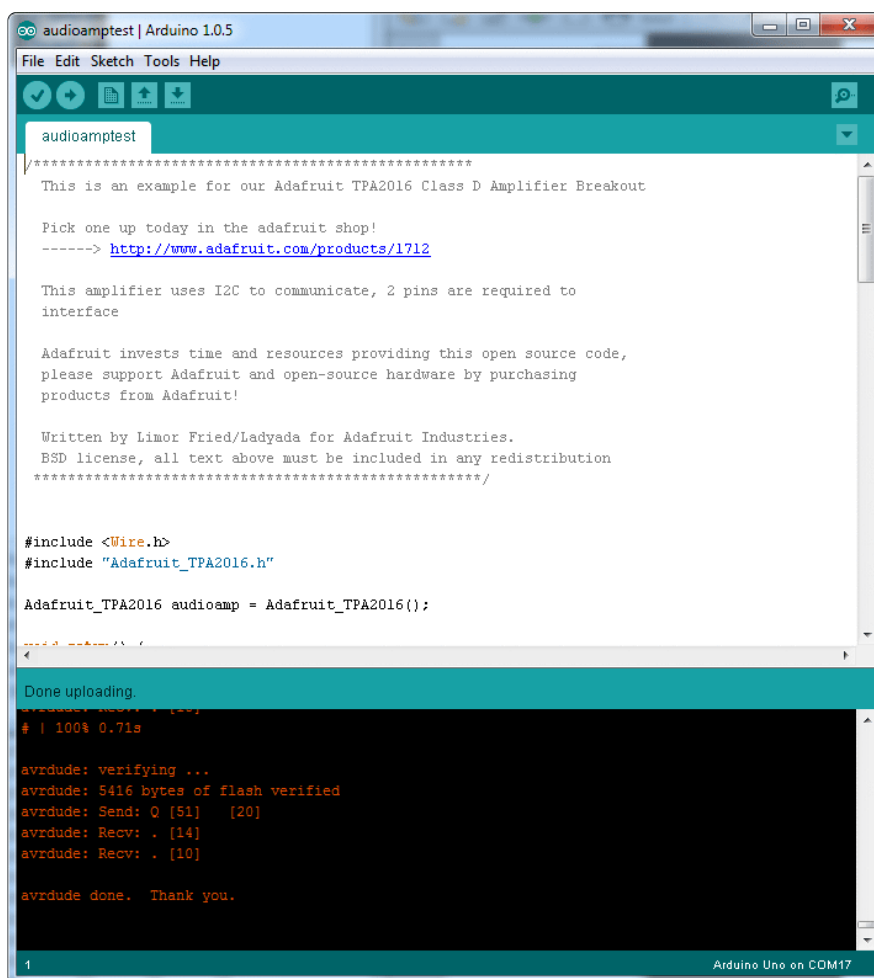 audioamptest | Arduino 1.0.5
File Edit Sketch Tools Help
audioamptest
/***************************************************
This is an example for our Adafruit TPA2016 Class D Amplifier Breakout
Pick one up today in the adafruit shop!
------> http://www.adafruit.com/products/1712
This amplifier uses I2C to communicate, 2 pins are required to
interface
Adafruit invests time and resources providing this open source code,
please support Adafruit and open-source hardware by purchasing
products from Adafruit!
Written by Limor Fried/Ladyada for Adafruit Industries.
BSD license, all text above must be included in any redistribution
****************************************************/
#include <Wire.h>
#include "Adafruit_TPA2016.h"
Adafruit_TPA2016 audioamp = Adafruit_TPA2016();
Done uploading.
# | 100% 0.71s
avrdude: verifying ...
avrdude: 5416 bytes of flash verified
avrdude: Send: Q [51]   [20]
avrdude: Recv: . [14]
avrdude: Recv: . [10]
avrdude done.  Thank you.
1
Arduino Uno on COM17